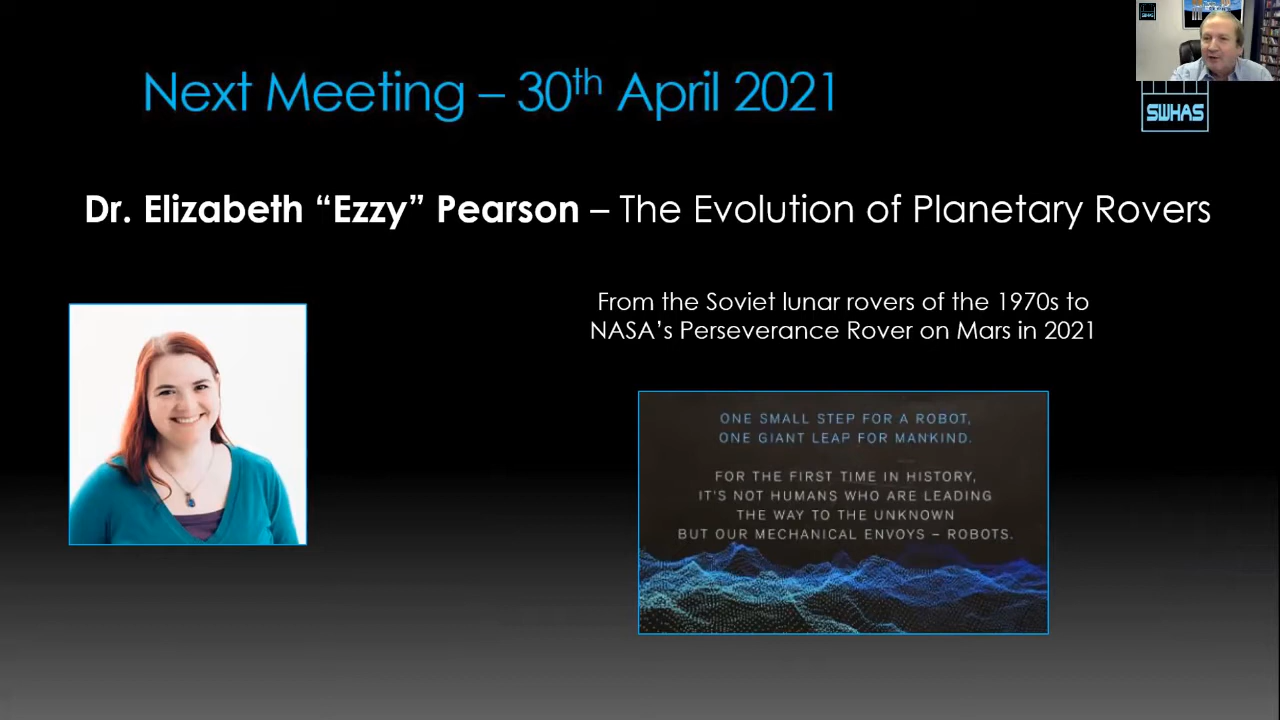 Next Meeting – 30th April 2021
SWHAS
Dr. Elizabeth “Ezzy” Pearson – The Evolution of Planetary Rovers
From the Soviet lunar rovers of the 1970s to
NASA’s Perseverance Rover on Mars in 2021
ONE SMALL STEP FOR A ROBOT,
ONE GIANT LEAP FOR MANKIND.
FOR THE FIRST TIME IN HISTORY,
IT'S NOT HUMANS WHO ARE LEADING
THE WAY TO THE UNKNOWN
BUT OUR MECHANICAL ENVOYS – ROBOTS.